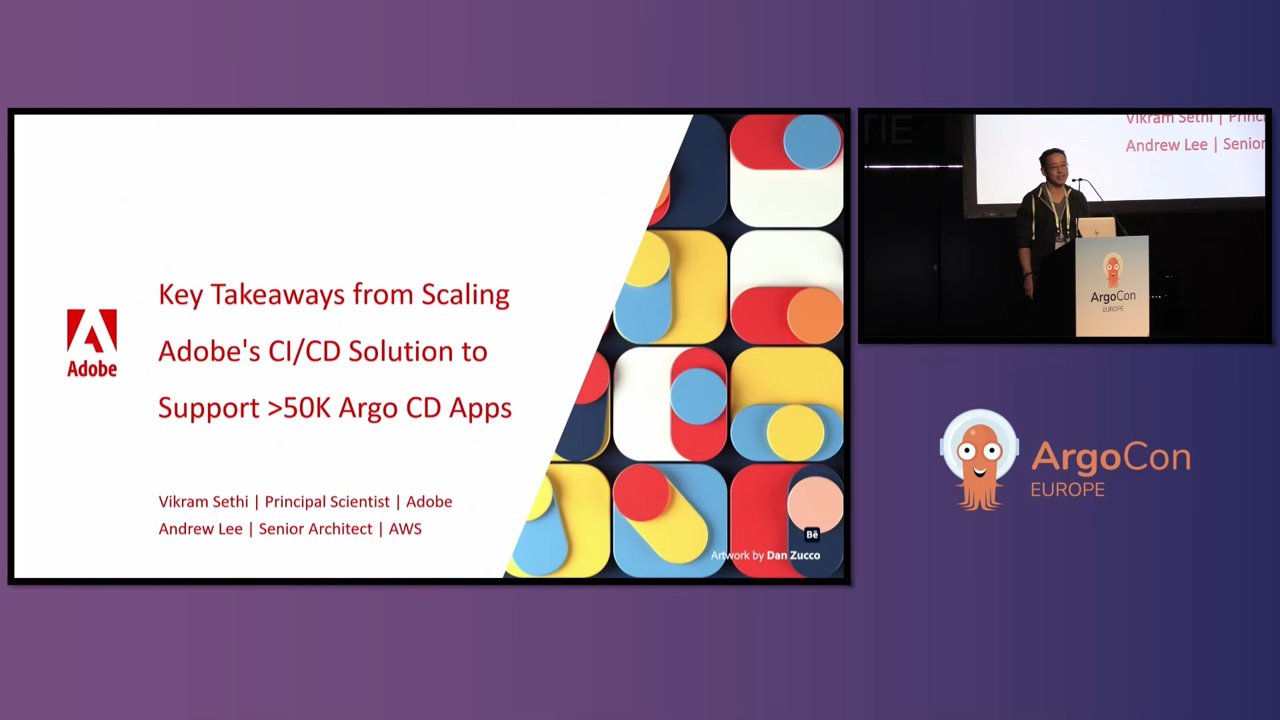 Key Takeaways from Scaling
Adobe's CI/CD Solution to
Support >50K Argo CD Apps
Adobe
Vikram Sethi | Principal Scientist | Adobe
Andrew Lee | Senior Architect | AWS
Bē
Artwork by Dan Zucco
TIE
Vikram Sethi | Princ
Andrew Lee | Senior
ArgoCon
EUROPE
ArgoCon
EUROPE